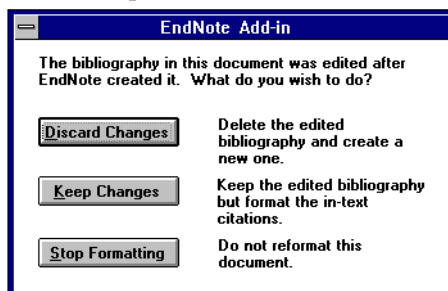 EndNote Add-in
The bibliography in this document was edited after
EndNote created it. What do you wish to do?
Discard Changes
Delete the edited
bibliography and create a
new one.
Keep Changes
Keep the edited bibliography
but format the in-text
citations.
Stop Formatting
Do not reformat this
document.